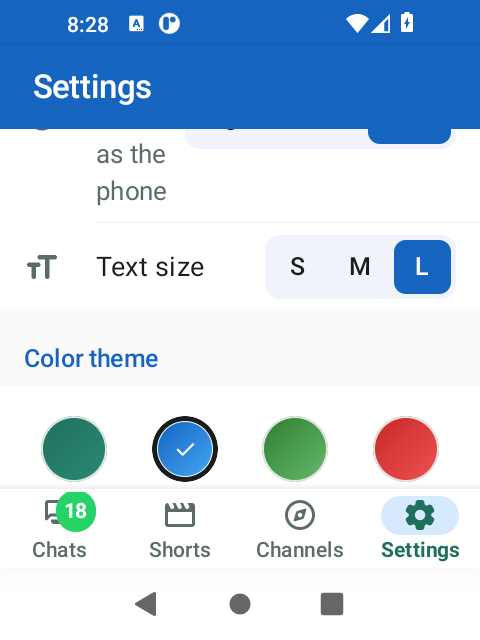 8:28
Settings
as the
phone
Text size
S M L
Color theme
18
Chats Shorts Channels Settings